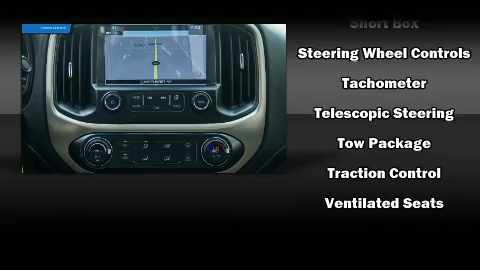 Short Box
Steering Wheel Controls
Tachometer
Telescopic Steering
Tow Package
Traction Control
Ventilated Seats